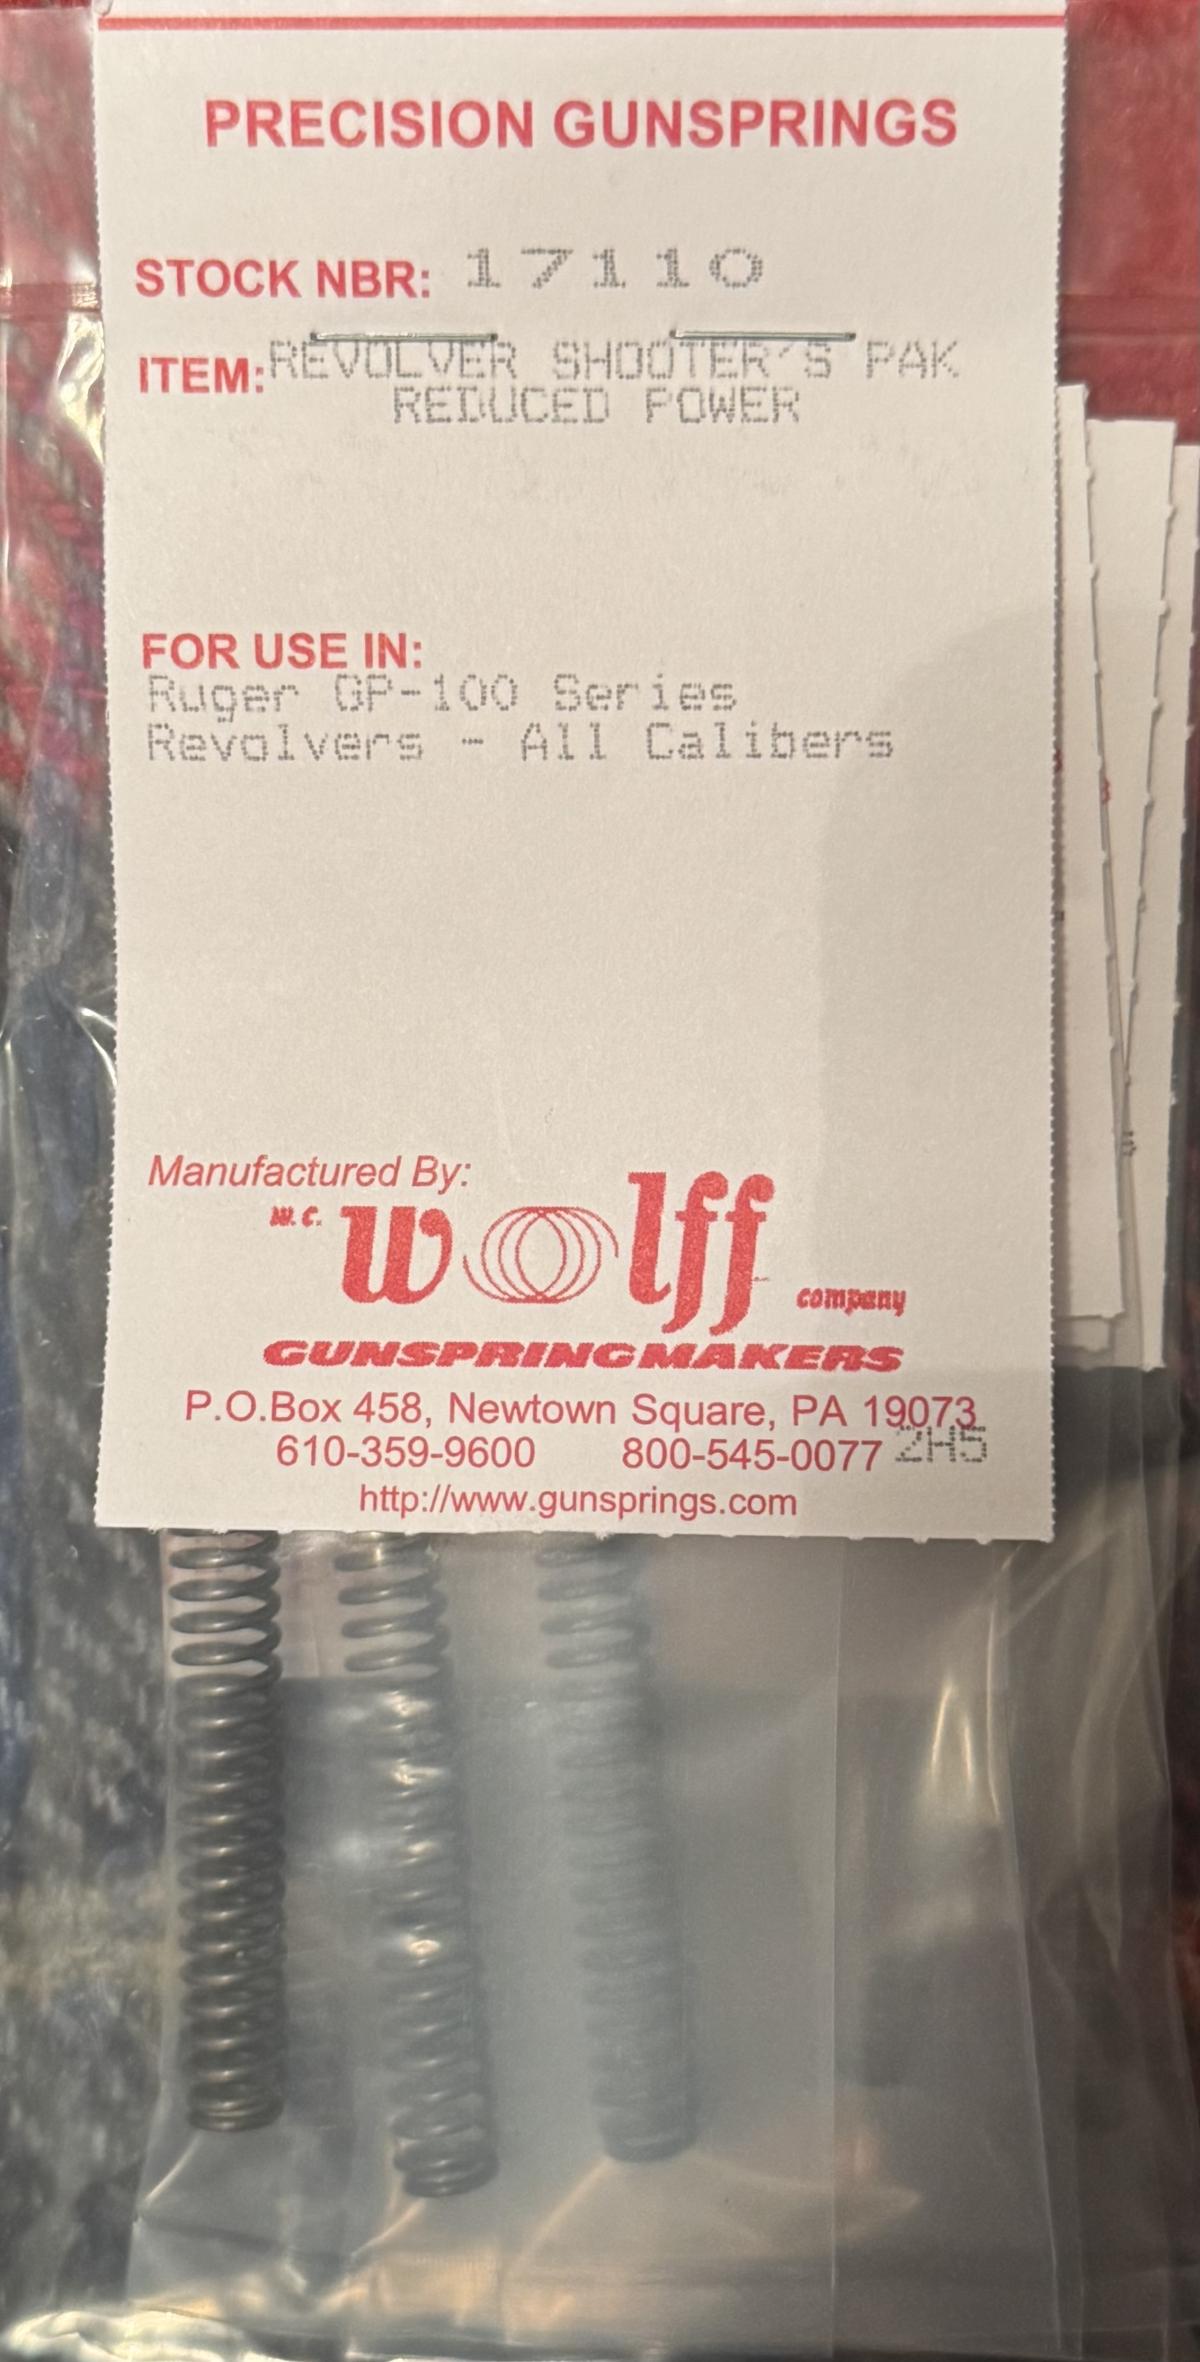 PRECISION GUNSPRINGS
STOCK NBR: 17110
ITEM: REVOLVER SHOOTER'S PAK
REDUCED POWER
FOR USE IN:
Ruger GP-100 Series
Revolvers - All Calibers
Manufactured By:
W.C. Wolff company
GUNSPRINGMAKERS
P.O.Box 458, Newtown Square, PA 19073
610-359-9600 800-545-0077 2H5
http://www.gunsprings.com